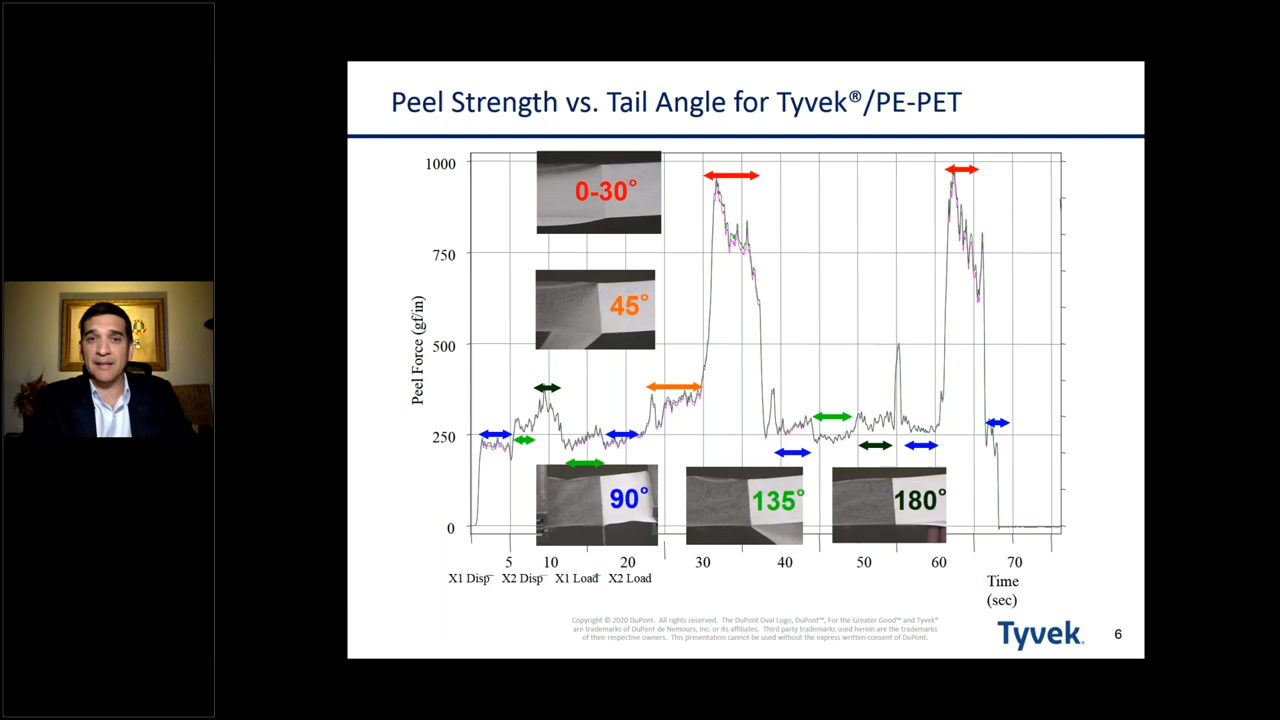 Peel Strength vs. Tail Angle for Tyvek®/PE-PET
1000
750
500
250
0
Peel Force (gf/in)
0-30°
45°
90°
135°
180°
5
10
20
30
40
50
60
70
X1 Disp
X2 Disp
X1 Load
X2 Load
Time
(sec)
Copyright © 2020 DuPont. All rights reserved. The DuPont Oval Logo, DuPont™, For the Greater Good™ and Tyvek®
are trademarks of DuPont de Nemours, Inc. or its affiliates. Third party trademarks used herein are the trademarks
of their respective owners. This presentation cannot be used without the express written consent of DuPont.
Tyvek®
6